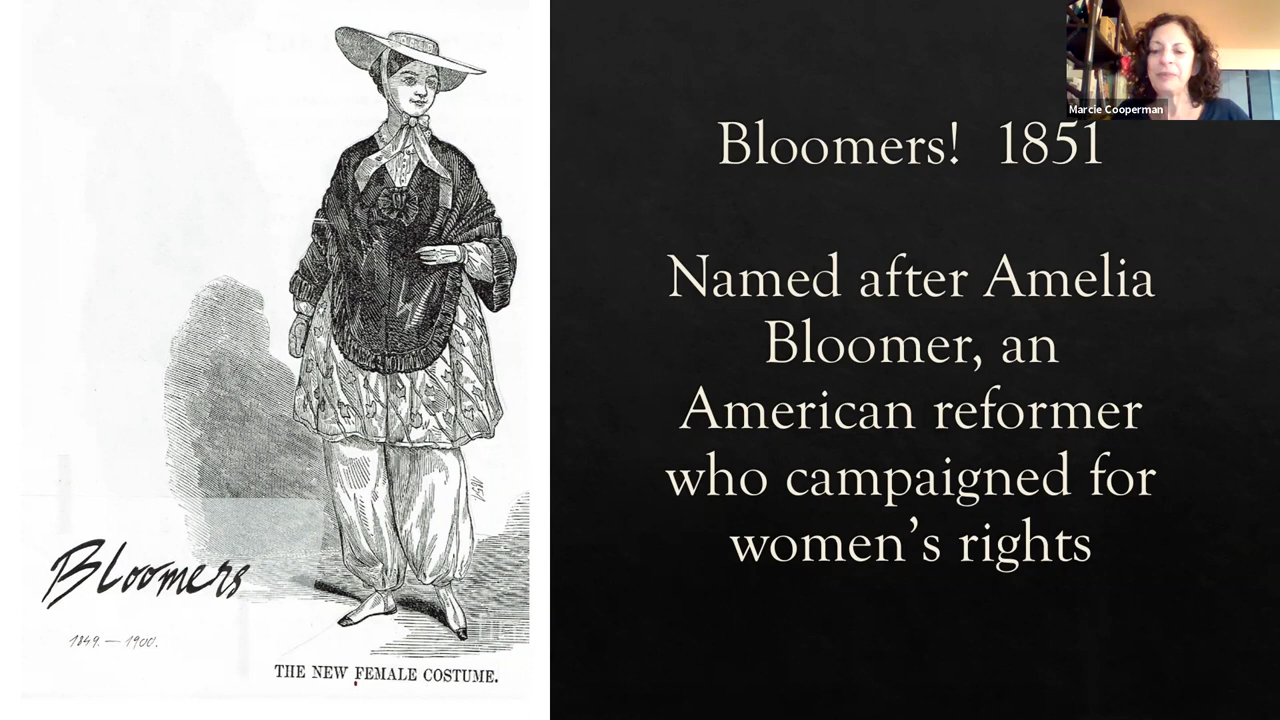 Bloomers
1849. — 1900.
THE NEW FEMALE COSTUME.
Marcie Cooperman
Bloomers! 1851
Named after Amelia
Bloomer, an
American reformer
who campaigned for
women’s rights